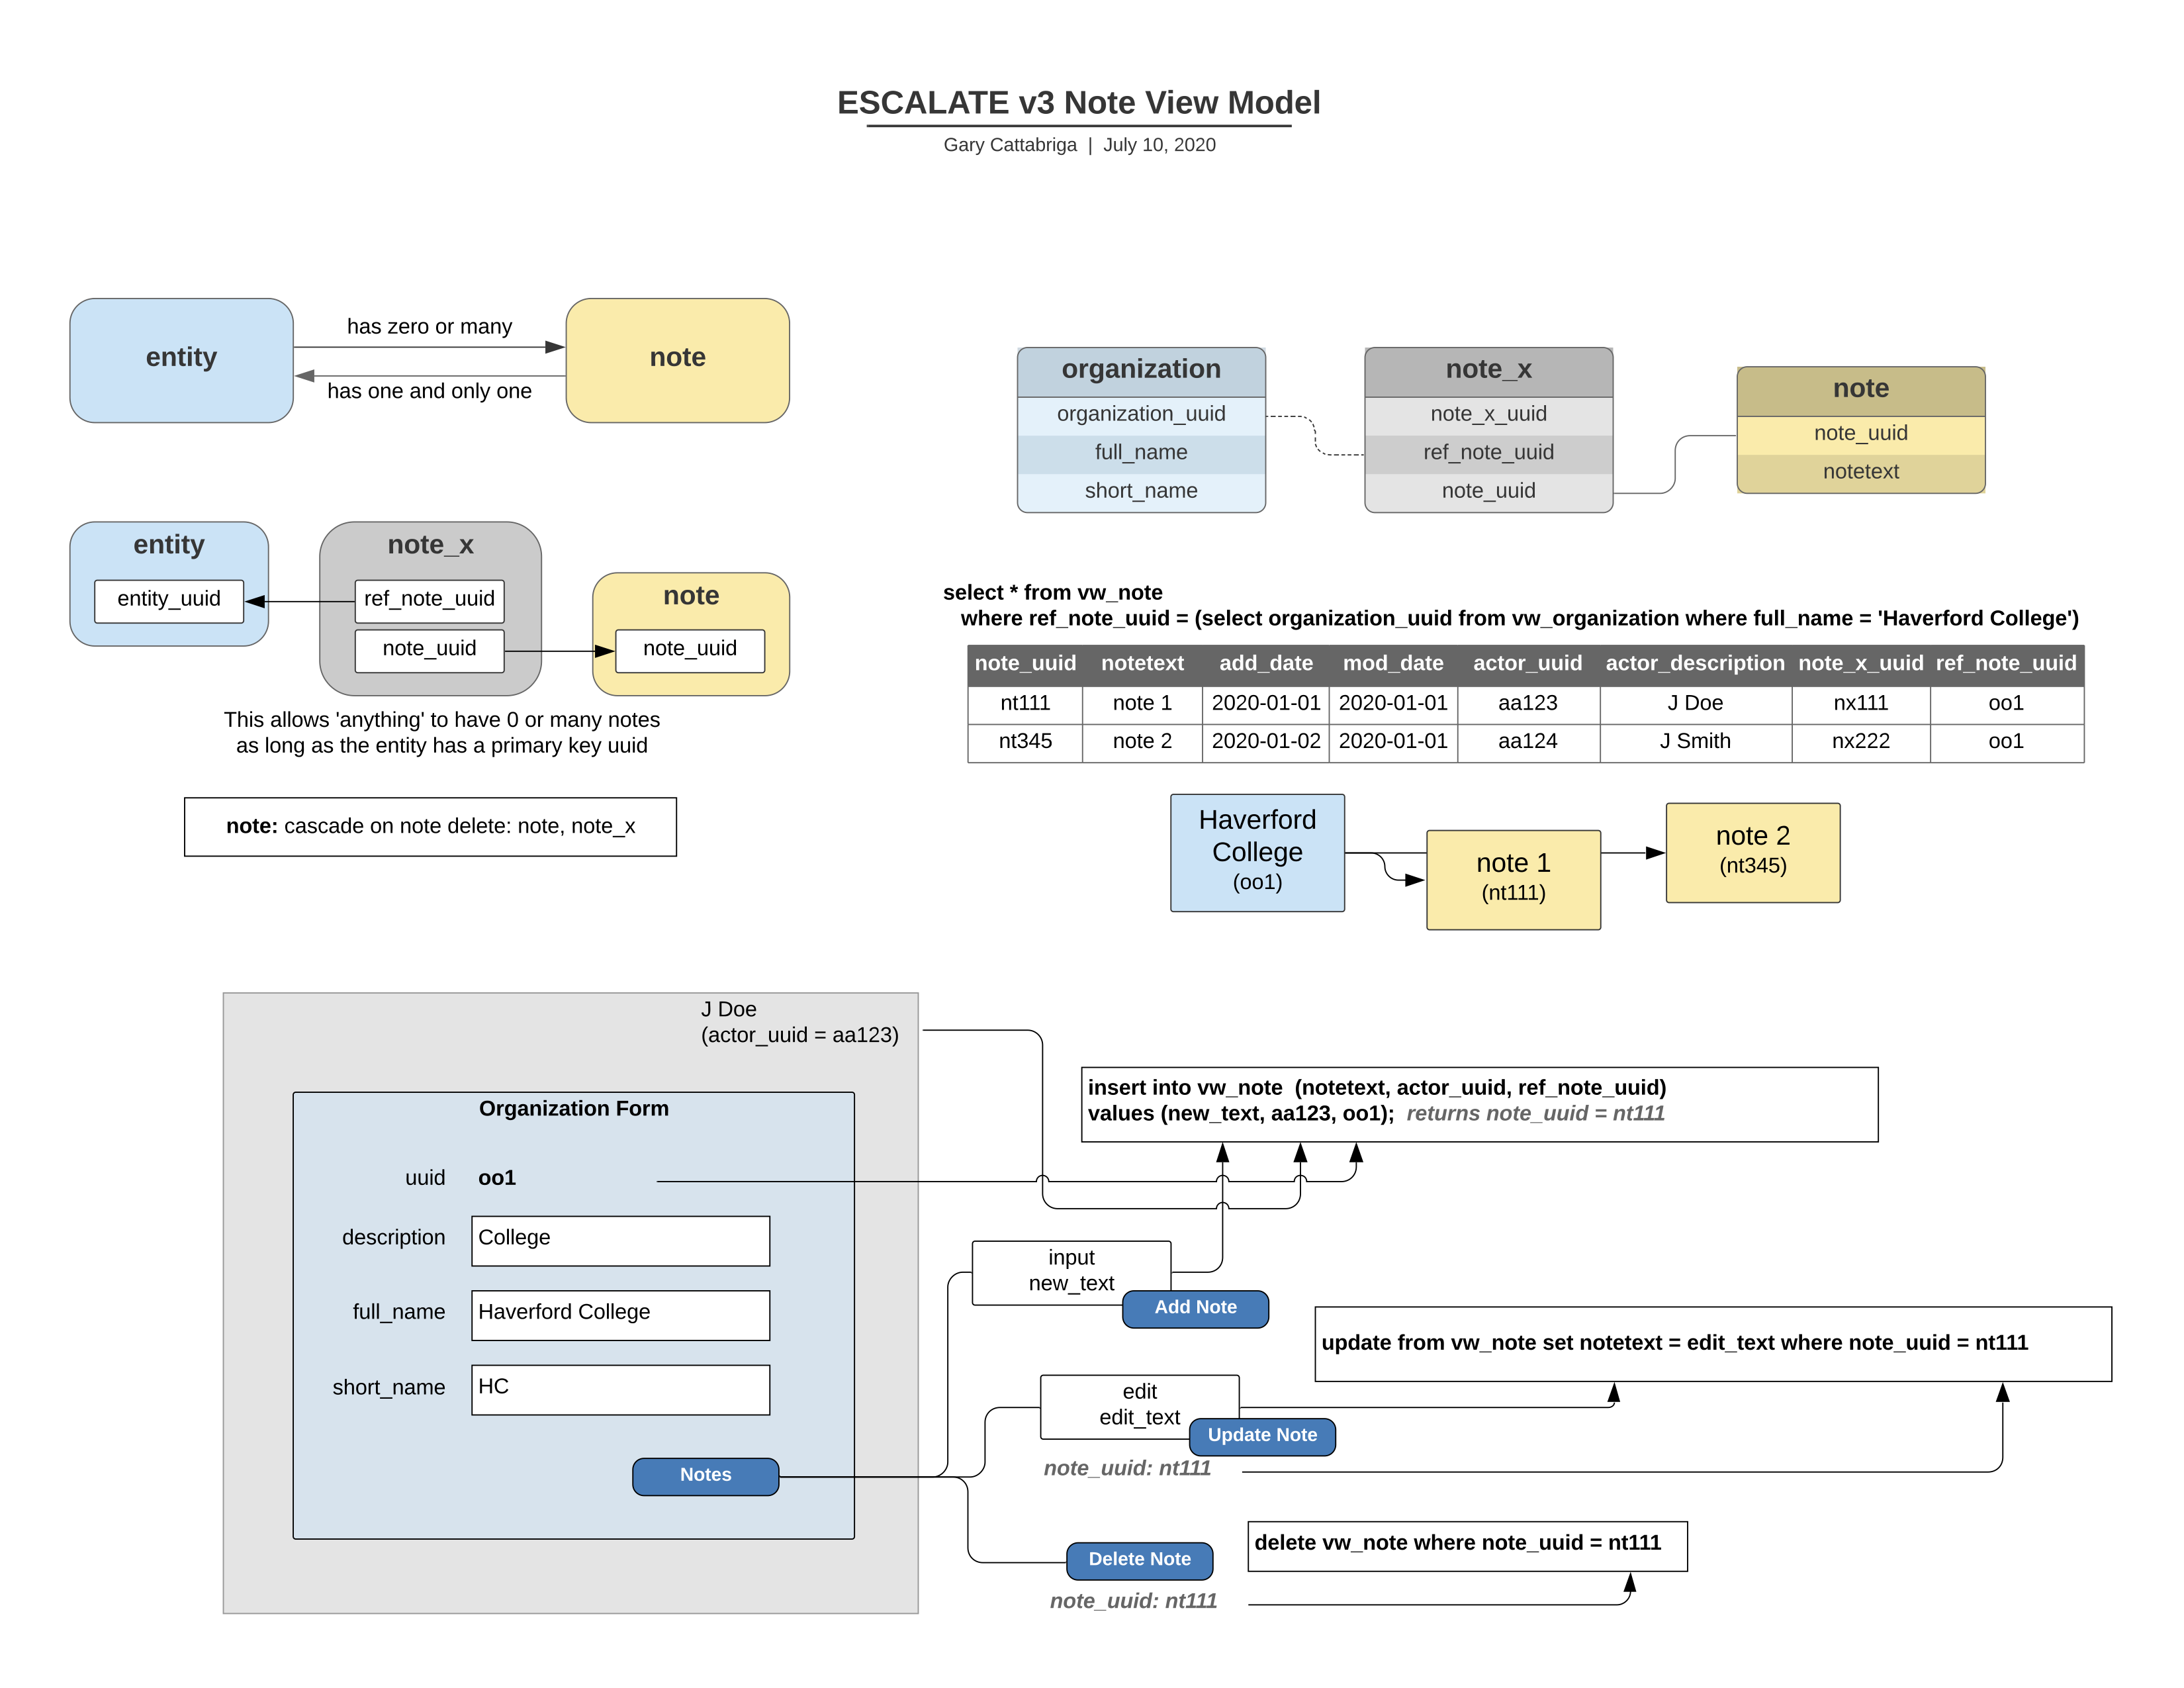 ESCALATE v3 Note View Model
Gary Cattabriga | July 10, 2020
entity
has zero or many
has one and only one
note
entity
entity_uuid
note_x
ref_note_uuid
note_uuid
note
note_uuid
This allows 'anything' to have 0 or many notes
as long as the entity has a primary key uuid
note: cascade on note delete: note, note_x
organization
organization_uuid
full_name
short_name
note_x
note_x_uuid
ref_note_uuid
note_uuid
note
note_uuid
notetext
select * from vw_note
where ref_note_uuid = (select organization_uuid from vw_organization where full_name = 'Haverford College')
note_uuid notetext add_date mod_date actor_uuid actor_description note_x_uuid ref_note_uuid
nt111 note 1 2020-01-01 2020-01-01 aa123 J Doe nx111 oo1
nt345 note 2 2020-01-02 2020-01-01 aa124 J Smith nx222 oo1
Haverford
College
(oo1)
note 1
(nt111)
note 2
(nt345)
J Doe
(actor_uuid = aa123)
Organization Form
uuid oo1
description College
full_name Haverford College
short_name HC
Notes
insert into vw_note (notetext, actor_uuid, ref_note_uuid)
values (new_text, aa123, oo1); returns note_uuid = nt111
input
new_text
Add Note
update from vw_note set notetext = edit_text where note_uuid = nt111
edit
edit_text
Update Note
note_uuid: nt111
delete vw_note where note_uuid = nt111
Delete Note
note_uuid: nt111